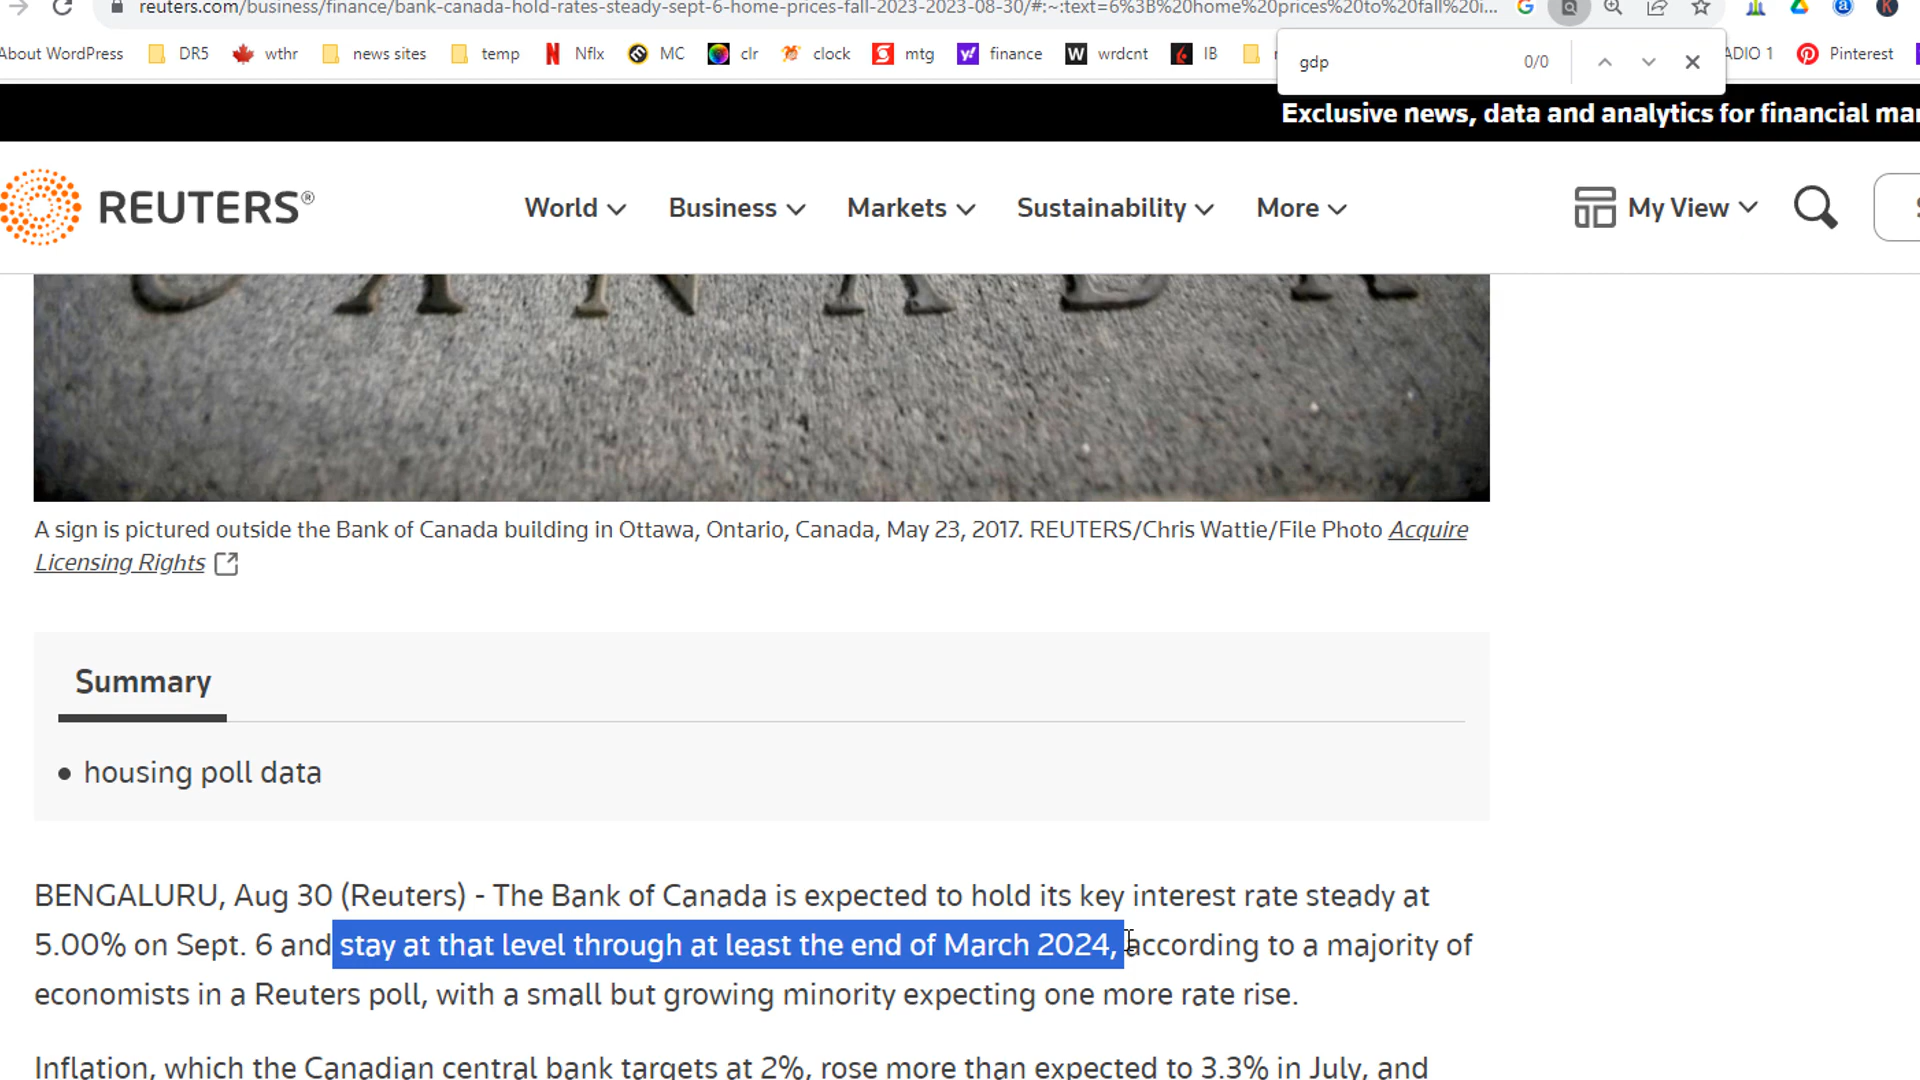 reuters.com/business/finance/bank-canada-hold-rates-steady-sept-6-home-prices-fall-2023-2023-08-30/#:~:text=6%3B%20home%20prices%20to%20fall%20i...
About WordPress DR5 wthr news sites temp Nflx MC clr clock mtg finance wrdcnt IB ADIO 1 Pinterest
gdp 0/0
Exclusive news, data and analytics for financial mar
REUTERS® World Business Markets Sustainability More My View
CANADA
A sign is pictured outside the Bank of Canada building in Ottawa, Ontario, Canada, May 23, 2017. REUTERS/Chris Wattie/File Photo Acquire
Licensing Rights
Summary
• housing poll data
BENGALURU, Aug 30 (Reuters) - The Bank of Canada is expected to hold its key interest rate steady at
5.00% on Sept. 6 and stay at that level through at least the end of March 2024, according to a majority of
economists in a Reuters poll, with a small but growing minority expecting one more rate rise.
Inflation, which the Canadian central bank targets at 2%, rose more than expected to 3.3% in July, and